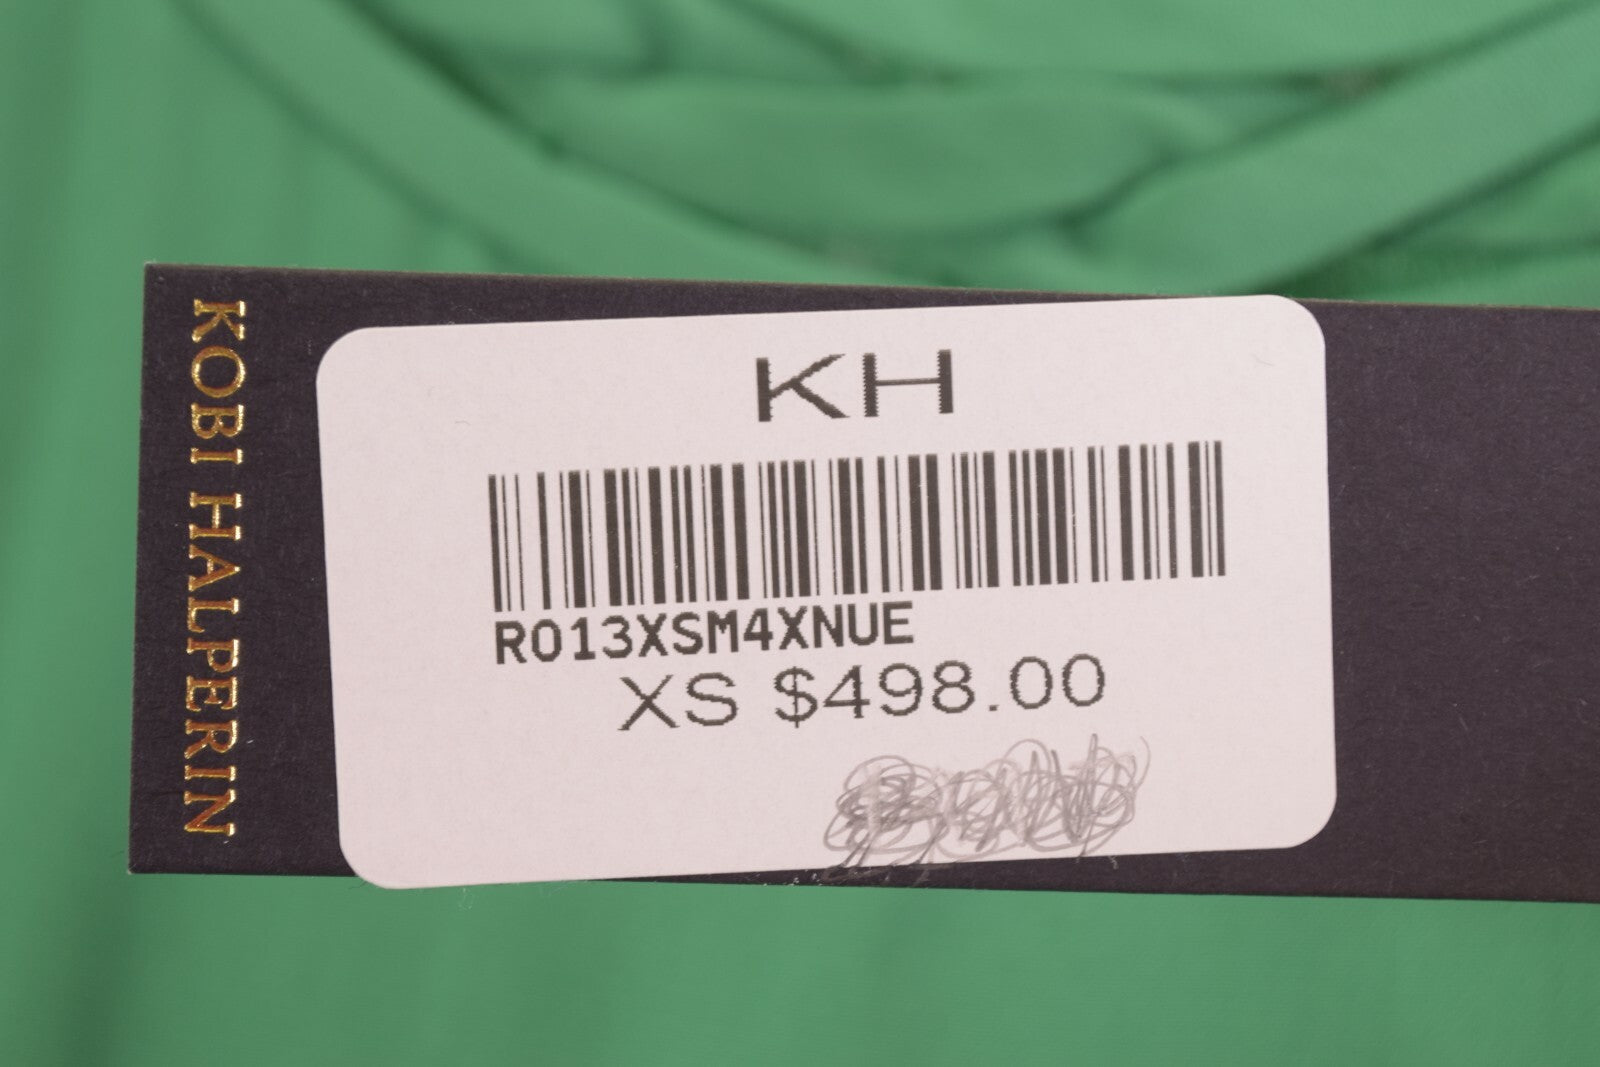 KOBI HALPERIN
KH
R013XSM4XNUE
XS $498.00